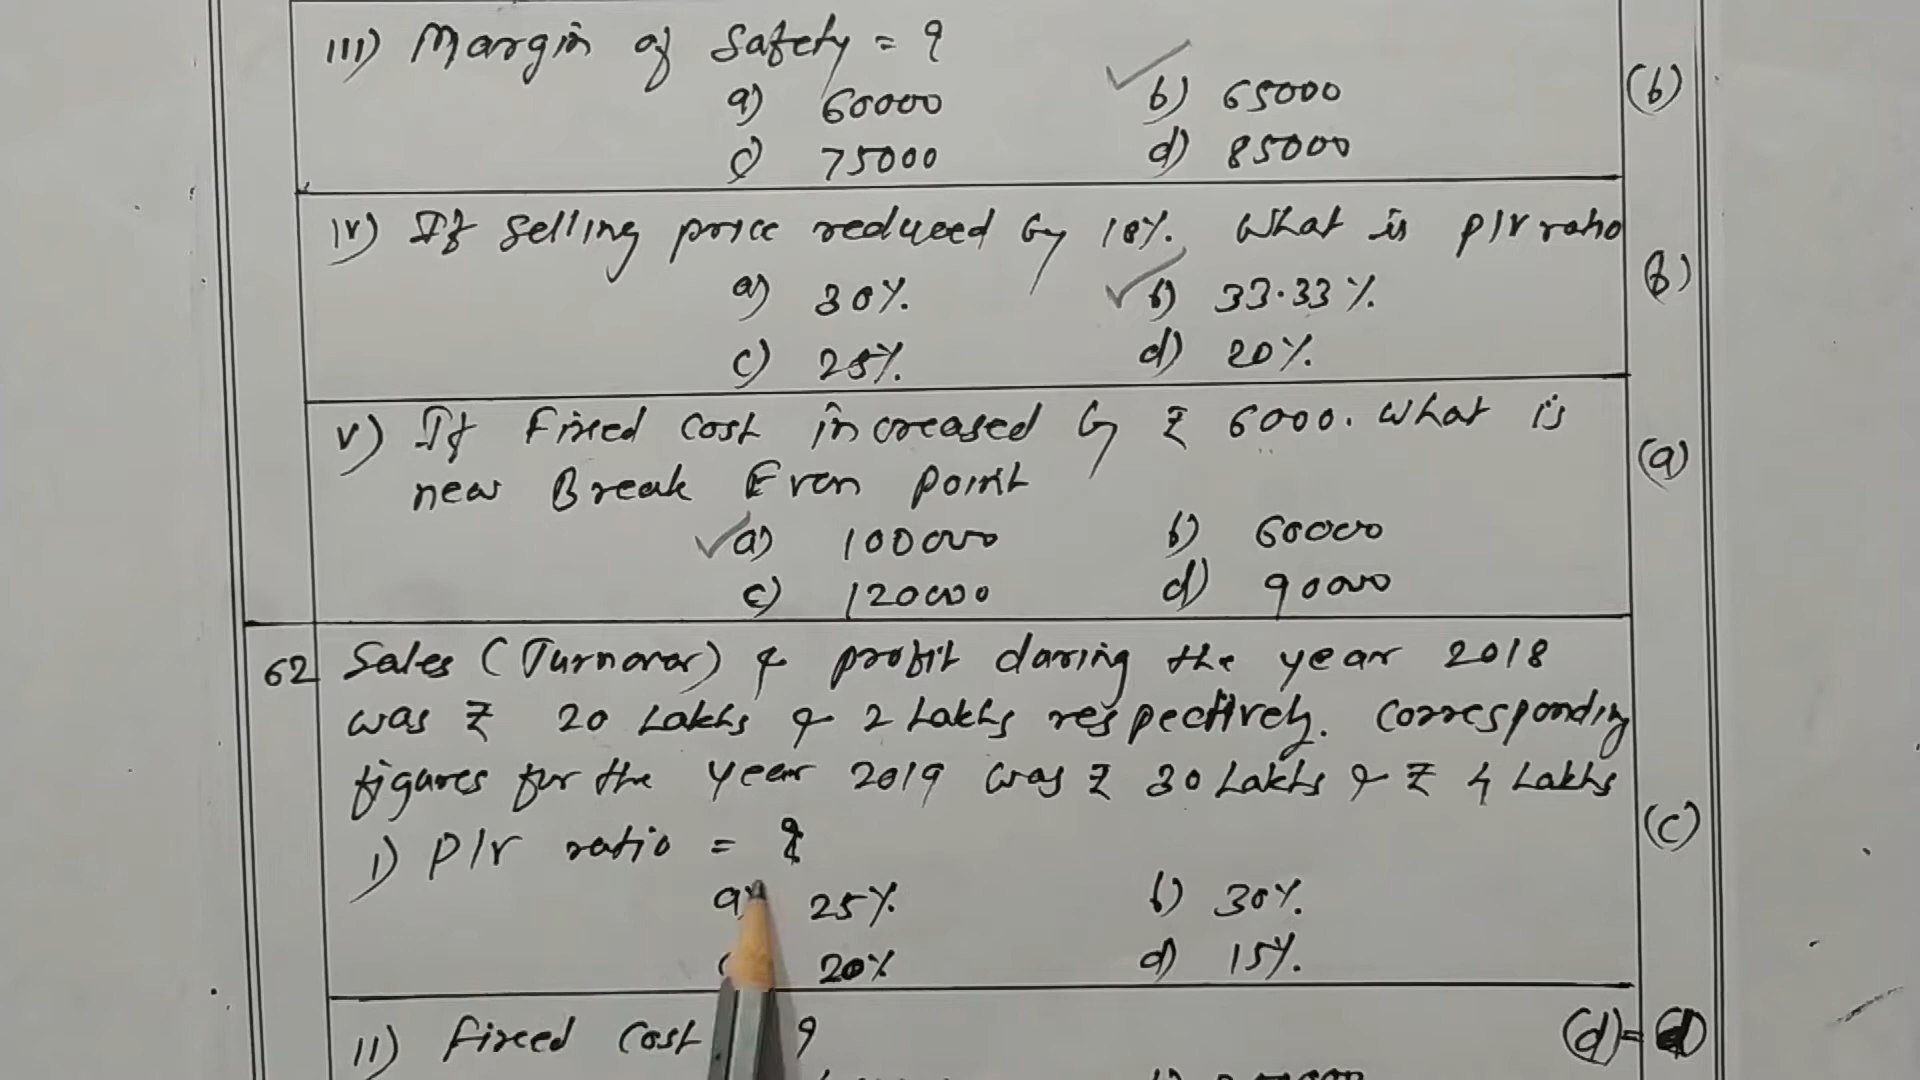 III) Margin of Safety = ?
a) 60000 b) 65000 (b)
c) 75000 d) 85000
IV) If Selling price reduced by 10%. What is P/V ratio
a) 30% b) 33.33% (b)
c) 25% d) 20%
V) If Fixed Cost increased by ₹ 6000. What is
new Break Even Point (a)
a) 100000 b) 60000
c) 120000 d) 90000
62 Sales (Turnover) & profit during the year 2018
was ₹ 20 Lakhs & 2 Lakhs respectively. Corresponding
figures for the year 2019 was ₹ 30 Lakhs & ₹ 4 Lakhs
I) P/V ratio = ? (c)
a) 25% b) 30%
20% d) 15%
II) Fixed Cost ? (d)=